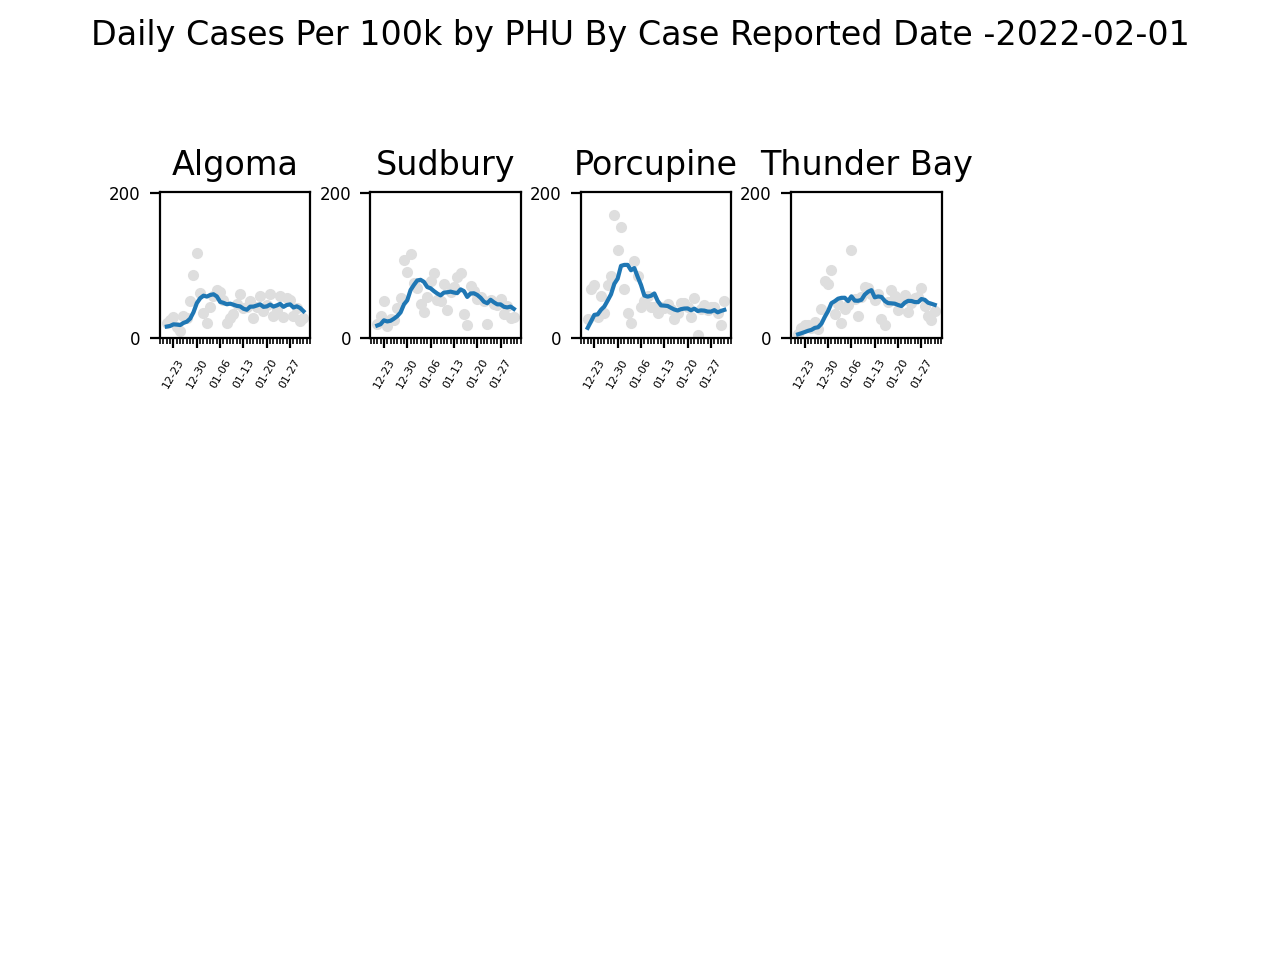 Daily Cases Per 100k by PHU By Case Reported Date -2022-02-01
Algoma Sudbury Porcupine Thunder Bay
200 200 200 200
0 0 0 0
12-23 12-30 01-06 01-13 01-20 01-27 12-23 12-30 01-06 01-13 01-20 01-27 12-23 12-30 01-06 01-13 01-20 01-27 12-23 12-30 01-06 01-13 01-20 01-27